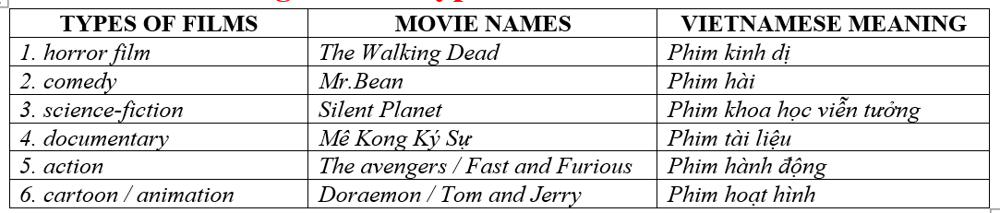 TYPES OF FILMS MOVIE NAMES VIETNAMESE MEANING
1. horror film The Walking Dead Phim kinh dị
2. comedy Mr.Bean Phim hài
3. science-fiction Silent Planet Phim khoa học viễn tưởng
4. documentary Mê Kong Ký Sự Phim tài liệu
5. action The avengers / Fast and Furious Phim hành động
6. cartoon / animation Doraemon / Tom and Jerry Phim hoạt hình